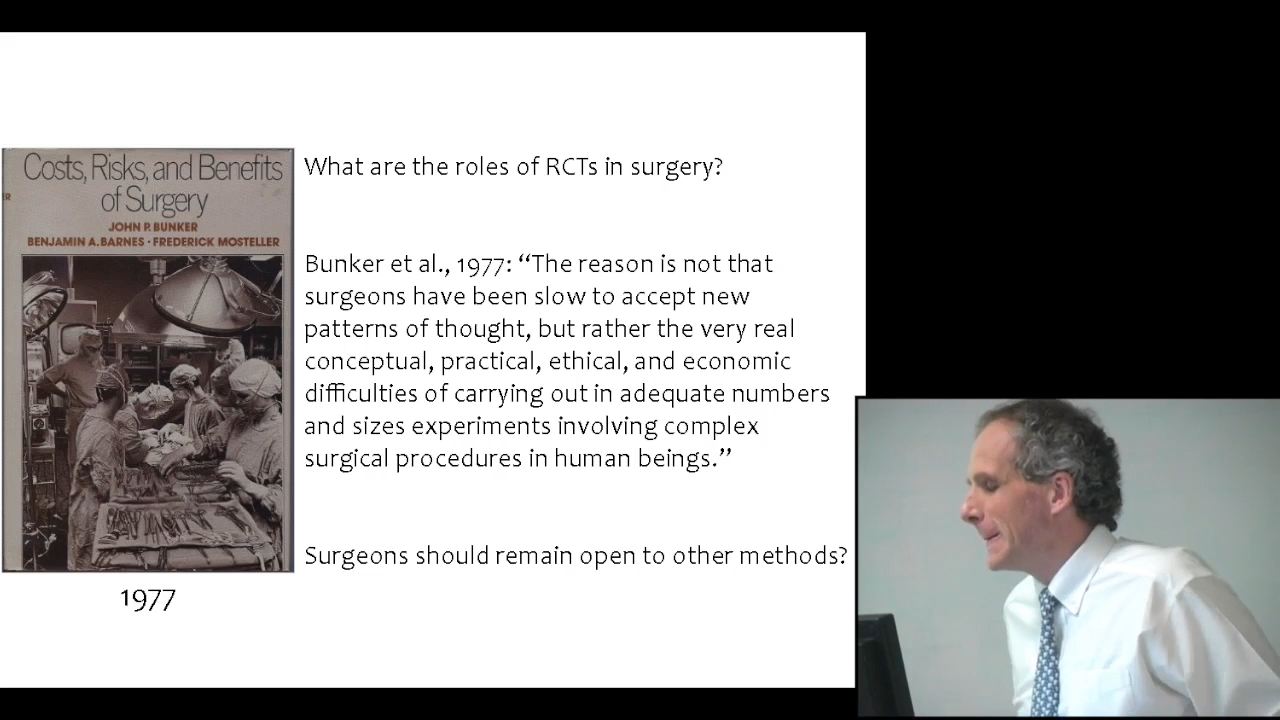 Costs, Risks, and Benefits
of Surgery
JOHN P. BUNKER
BENJAMIN A. BARNES · FREDERICK MOSTELLER
1977
What are the roles of RCTs in surgery?
Bunker et al., 1977: “The reason is not that
surgeons have been slow to accept new
patterns of thought, but rather the very real
conceptual, practical, ethical, and economic
difficulties of carrying out in adequate numbers
and sizes experiments involving complex
surgical procedures in human beings.”
Surgeons should remain open to other methods?